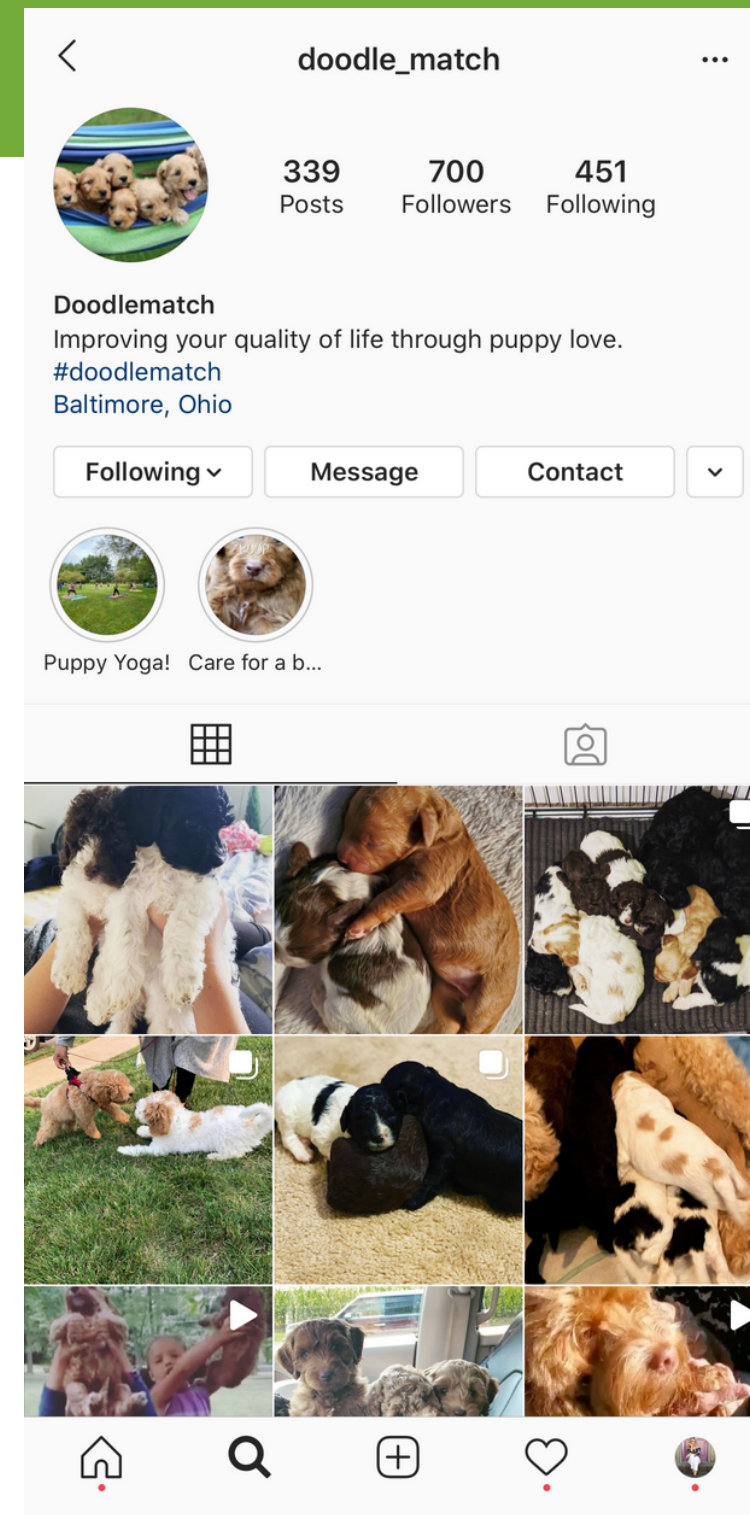 doodle_match
339 700 451
Posts Followers Following
Doodlematch
Improving your quality of life through puppy love.
#doodlematch
Baltimore, Ohio
Following Message Contact
Puppy Yoga! Care for a b...